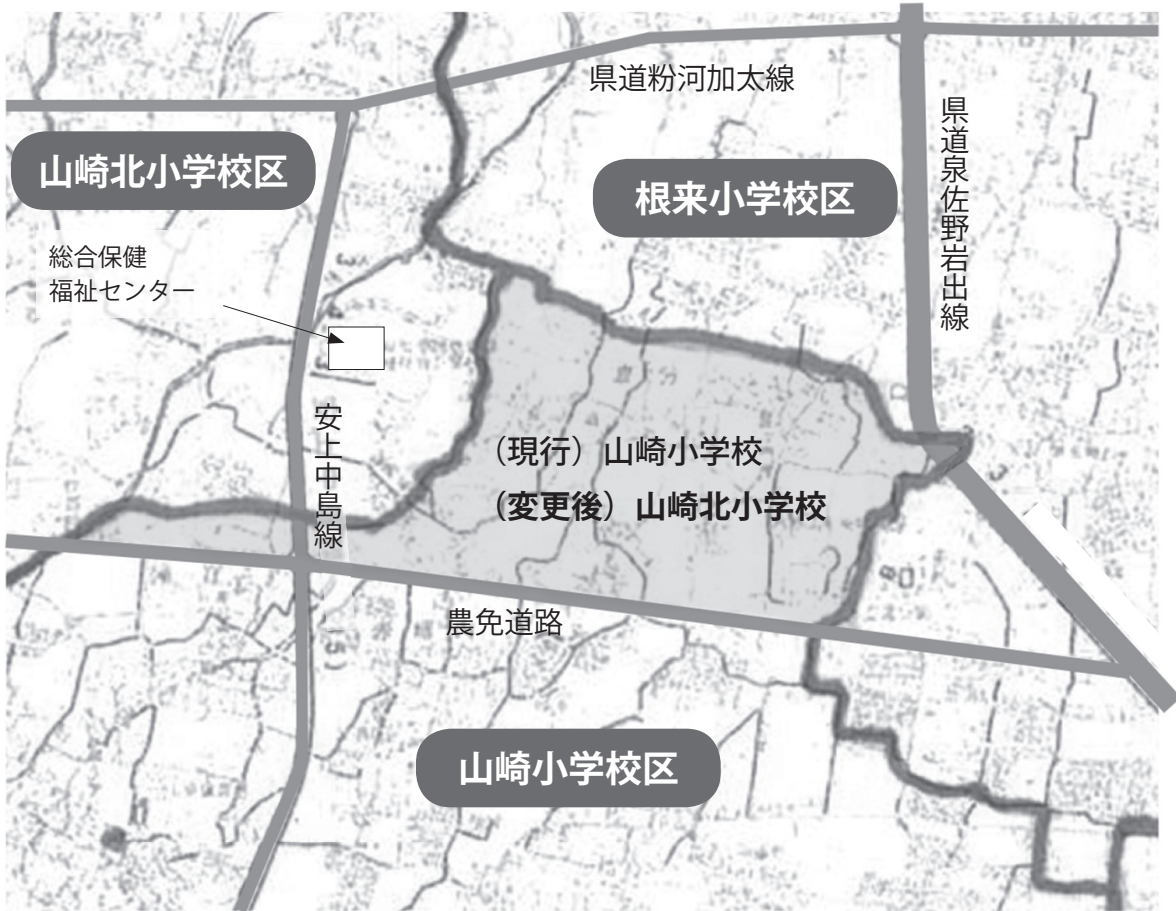 県道粉河加太線
山崎北小学校区
根来小学校区
県道泉佐野岩出線
総合保健
福祉センター
安上中島線
(現行)山崎小学校
(変更後)山崎北小学校
農免道路
山崎小学校区